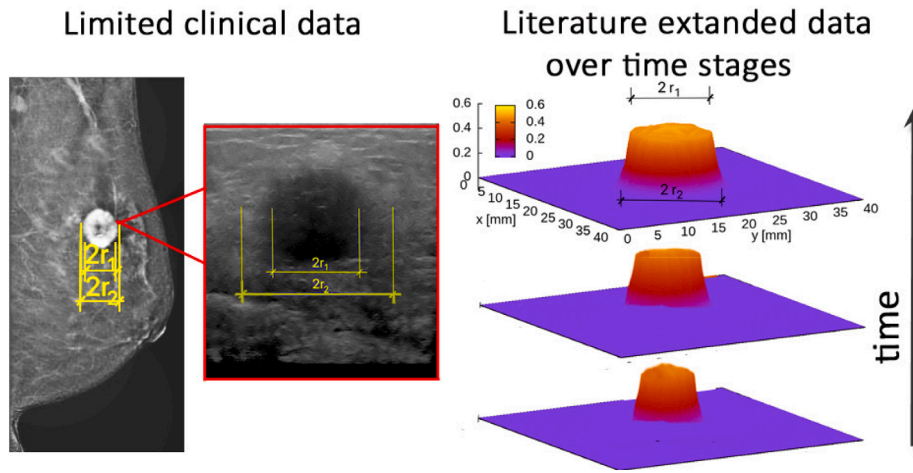 Limited clinical data
2r₁
2r₂
2r₁
2r₂
Literature extanded data
over time stages
2 r₁
0.6
0.4
0.2
0
0.6
0.4
0.2
0
2 r₂
0
5
10
15
20
25
30
35
40
x [mm]
0
5
10
15
20
25
30
35
40
y [mm]
time